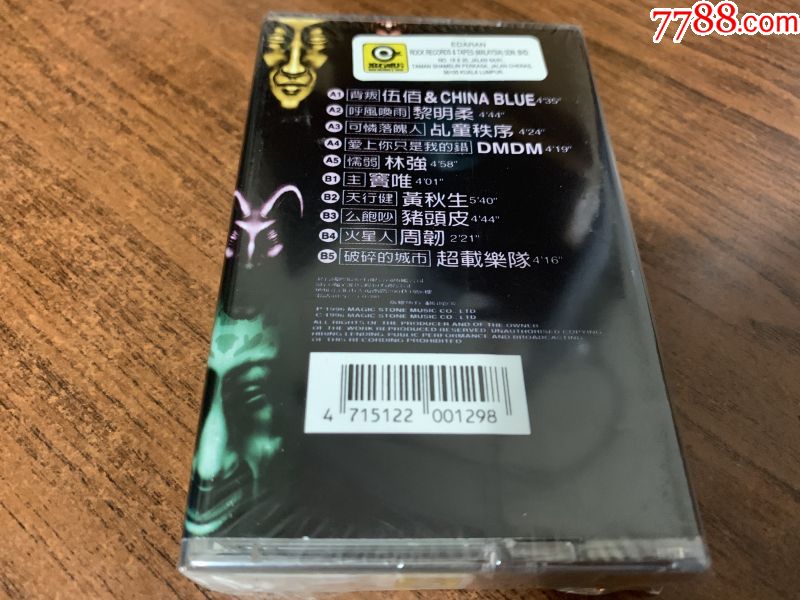 7788.com
EDARAN
ROCK RECORDS & TAPES (MALAYSIA) SDN. BHD.
TAMAN SHAMELIN PERKASA, JALAN CHERAS,
KUALA LUMPUR.
A1 背叛 伍佰 & CHINA BLUE 4'35"
A2 呼風喚雨 黎明柔 4'44"
A3 可憐落魄人 乩童秩序 4'24"
A4 愛上你只是我的錯 DMDM 4'19"
A5 懦弱 林強 4'58"
B1 主 竇唯 4'01"
B2 天行健 黃秋生 5'40"
B3 么飽吵 豬頭皮 4'44"
B4 火星人 周韌 2'21"
B5 破碎的城市 超載樂隊 4'16"
P 1996 MAGIC STONE MUSIC CO. LTD
C 1996 MAGIC STONE MUSIC CO. LTD
ALL RIGHTS OF THE PRODUCER AND OF THE OWNER
OF THE WORK REPRODUCED RESERVED. UNAUTHORISED COPYING
HIRING LENDING PUBLIC PERFORMANCE AND BROADCASTING
OF THIS RECORDING PROHIBITED
4 715122 001298